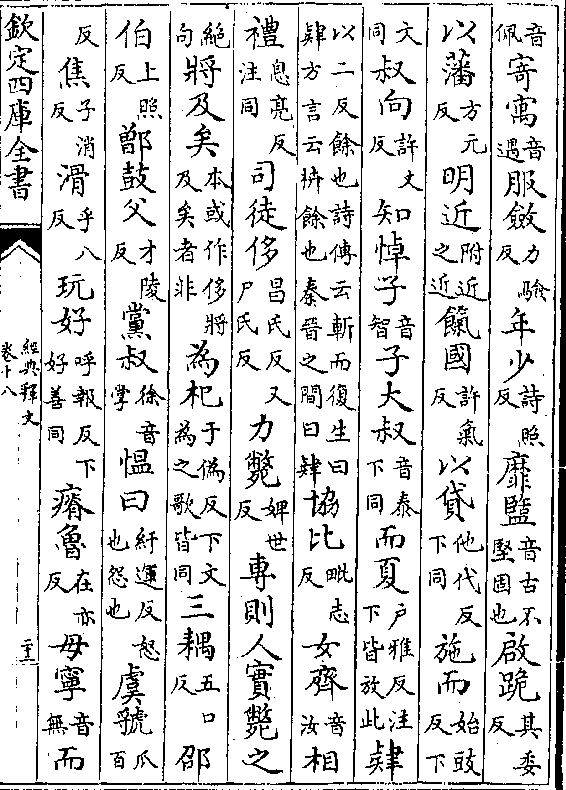 音佩寄寓音遇服斂力驗反年少詩照反靡盬音古不堅固也啟跪其委反
以藩方元反明近附近之近餼國許氣反以貸他代反下同施而始豉反下
文同叔向許丈反知悼子音智子大叔音泰下同而夏戶雅反注下皆放此肄
以二反餘也詩傳云斬而復生曰肄方言云枿餘也秦晉之間曰肄協比毗志反女齊音汝相
禮息亮反注同司徒侈昌氏反又尸氏反力斃婢世反專則人實斃之
絕句將及矣本或作侈將及矣者非為杞于偽反下文為之歌皆同三耦五口反邵
伯上照反鄫鼓父才陵反黨叔徐音掌慍曰紆運反怒也怨也虞虢瓜百
反焦子消反滑乎八反玩好呼報反下好善同瘠魯在亦反毋寧音無而
欽定四庫全書
經典釋文
卷十八